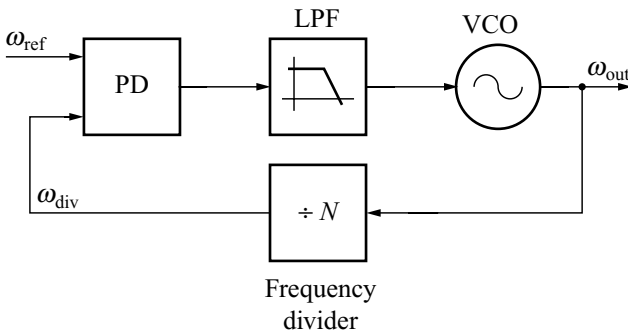 LPF
VCO
ω_ref
PD
ω_out
ω_div
÷ N
Frequency
divider